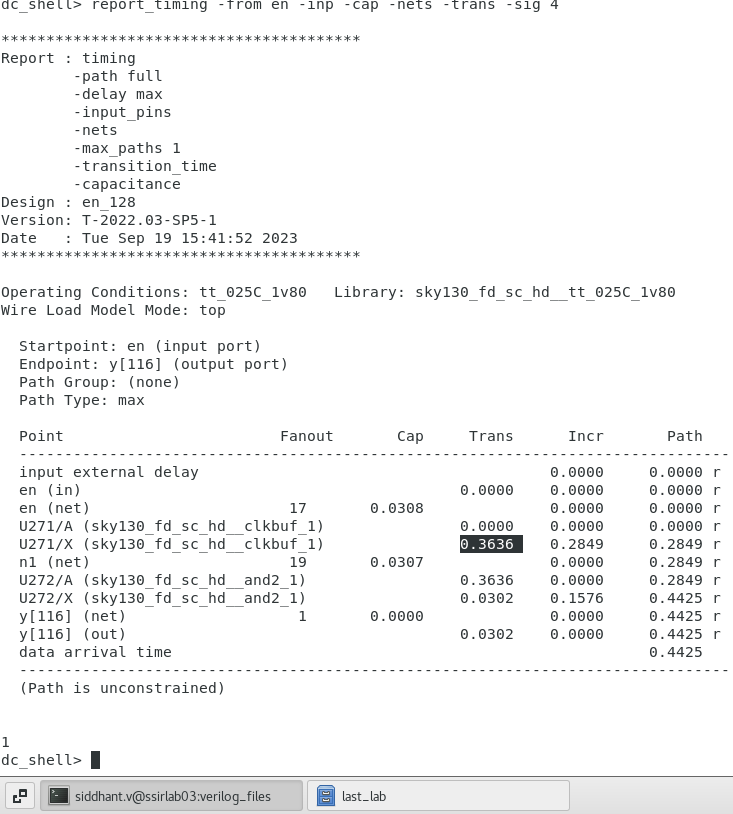 dc_shell> report_timing -from en -inp -cap -nets -trans -sig 4
****************************************
Report : timing
        -path full
        -delay max
        -input_pins
        -nets
        -max_paths 1
        -transition_time
        -capacitance
Design : en_128
Version: T-2022.03-SP5-1
Date   : Tue Sep 19 15:41:52 2023
****************************************
Operating Conditions: tt_025C_1v80   Library: sky130_fd_sc_hd__tt_025C_1v80
Wire Load Model Mode: top
  Startpoint: en (input port)
  Endpoint: y[116] (output port)
  Path Group: (none)
  Path Type: max
  Point                        Fanout       Cap     Trans      Incr       Path
  -------------------------------------------------------------------------------
  input external delay                                       0.0000     0.0000 r
  en (in)                                          0.0000    0.0000     0.0000 r
  en (net)                      17       0.0308              0.0000     0.0000 r
  U271/A (sky130_fd_sc_hd__clkbuf_1)               0.0000    0.0000     0.0000 r
  U271/X (sky130_fd_sc_hd__clkbuf_1)               0.3636    0.2849     0.2849 r
  n1 (net)                      19       0.0307              0.0000     0.2849 r
  U272/A (sky130_fd_sc_hd__and2_1)                 0.3636    0.0000     0.2849 r
  U272/X (sky130_fd_sc_hd__and2_1)                 0.0302    0.1576     0.4425 r
  y[116] (net)                   1       0.0000              0.0000     0.4425 r
  y[116] (out)                                     0.0302    0.0000     0.4425 r
  data arrival time                                                     0.4425
  -------------------------------------------------------------------------------
  (Path is unconstrained)
1
dc_shell>
siddhant.v@ssirlab03:verilog_files
last_lab